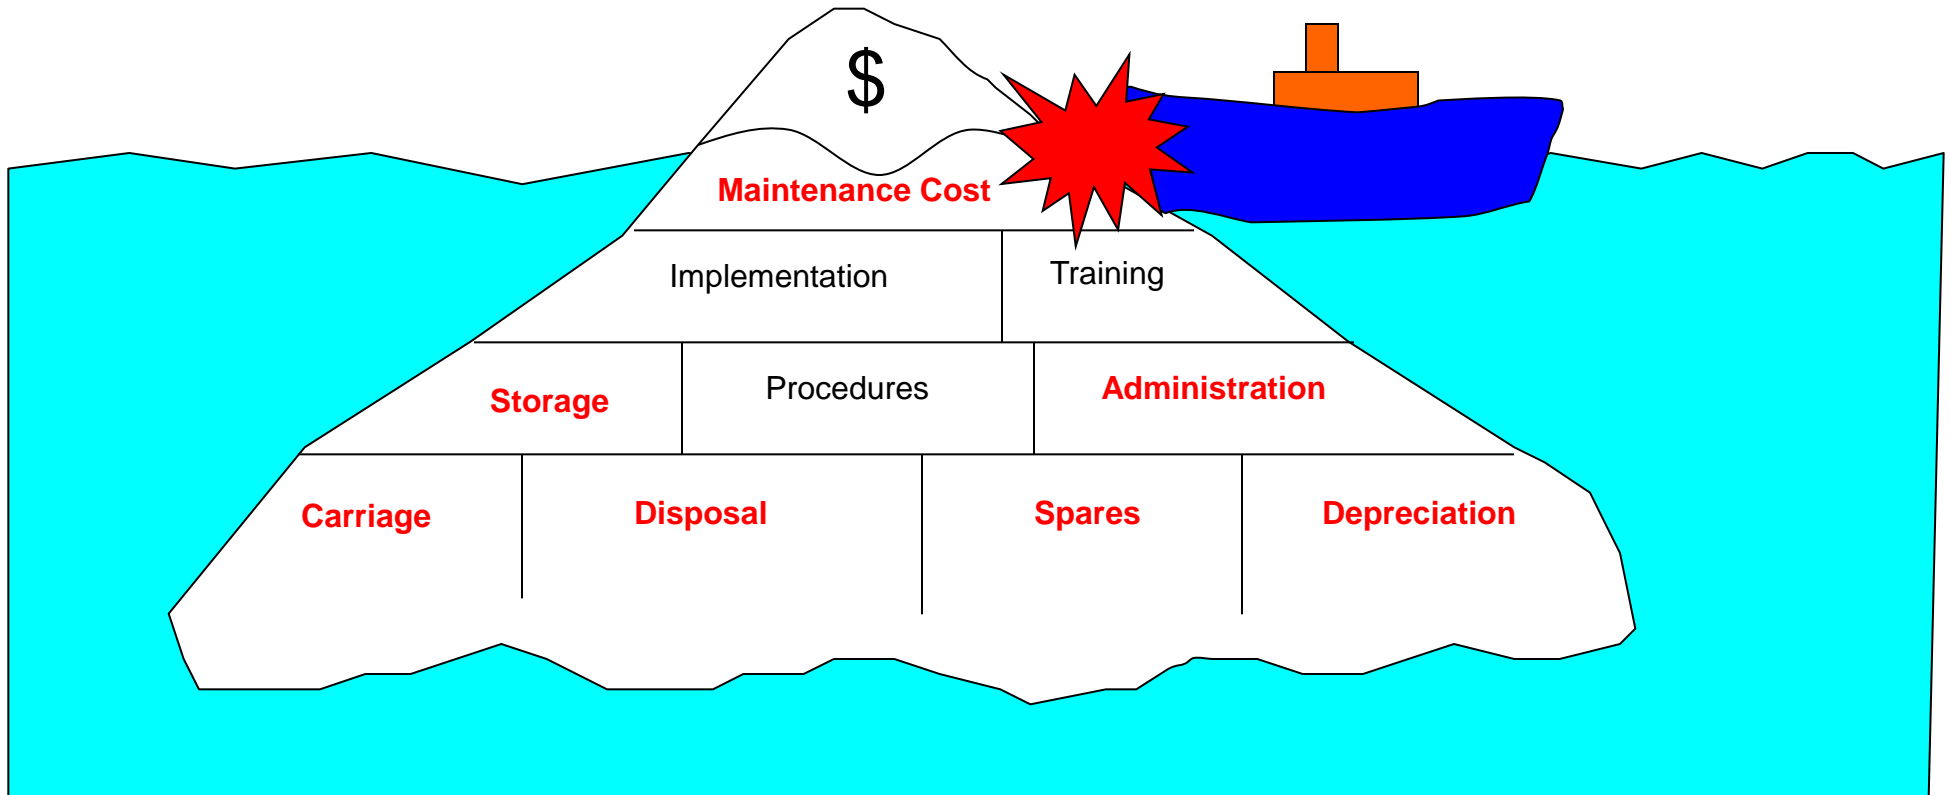 $
Maintenance Cost
Implementation
Training
Storage
Procedures
Administration
Carriage
Disposal
Spares
Depreciation